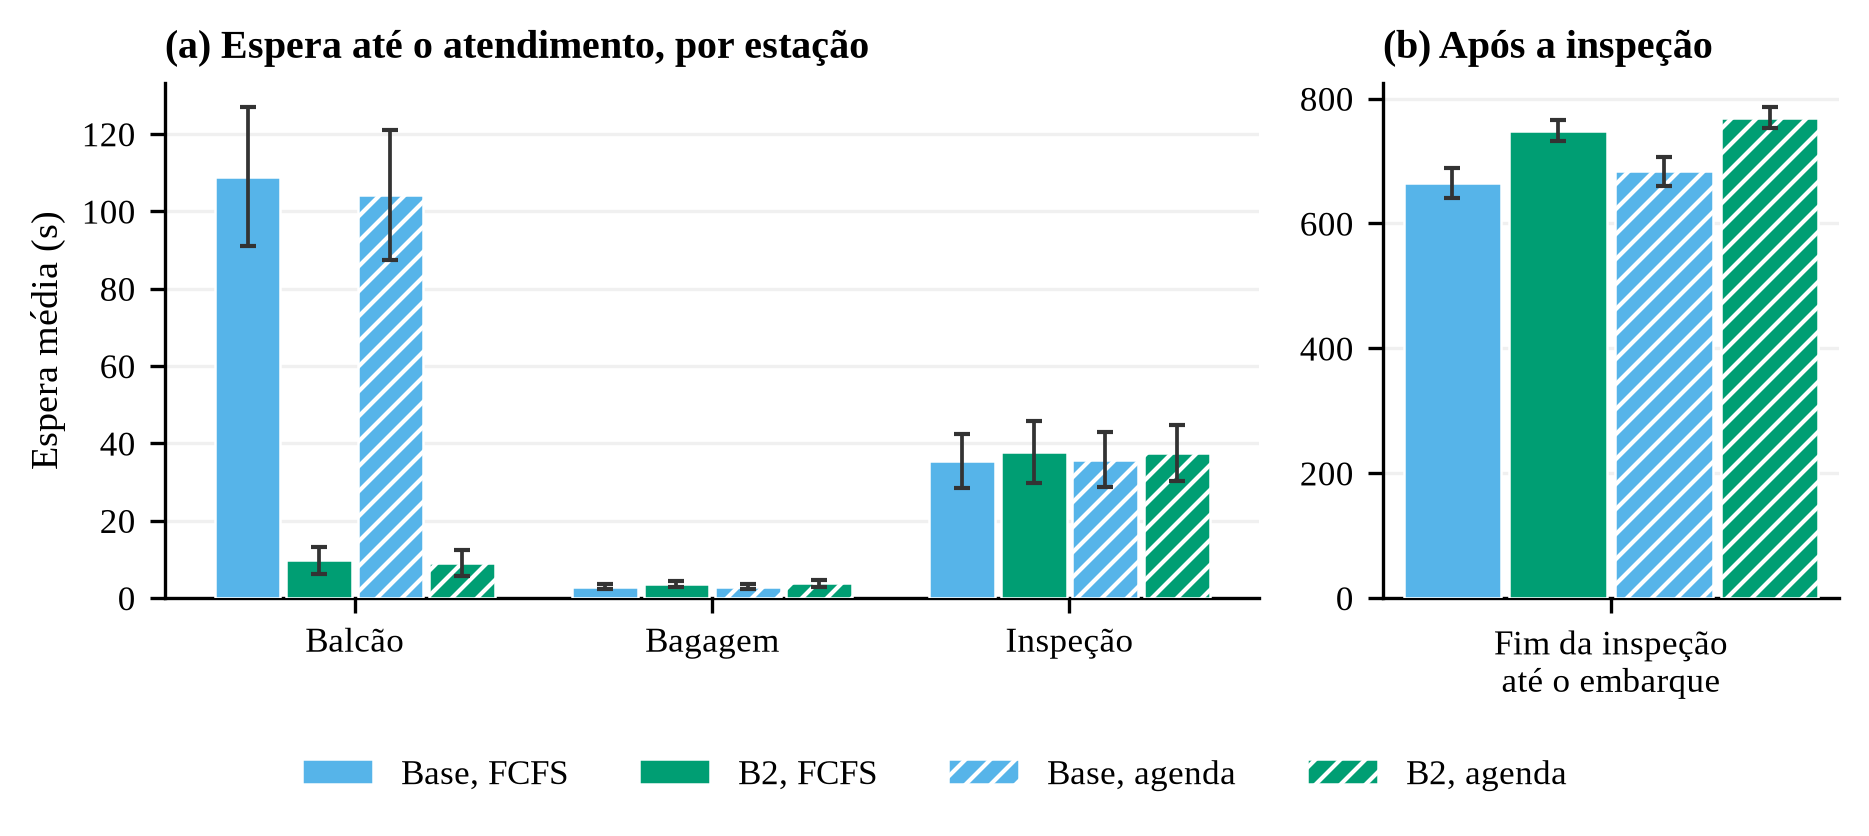 (a) Espera até o atendimento, por estação
Espera média (s)
120
100
80
60
40
20
0
Balcão
Bagagem
Inspeção
(b) Após a inspeção
800
600
400
200
0
Fim da inspeção
até o embarque
Base, FCFS
B2, FCFS
Base, agenda
B2, agenda